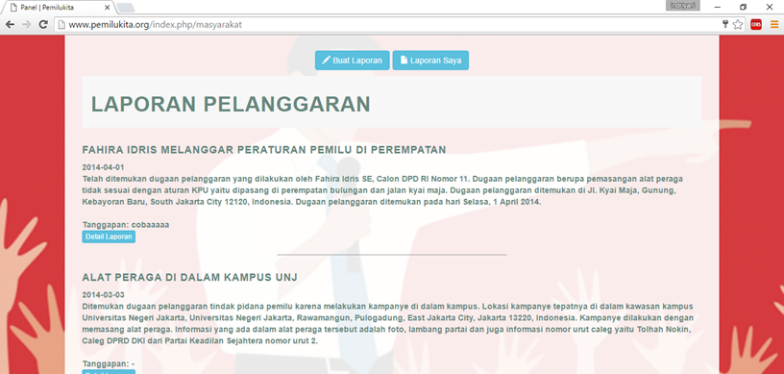 Panel | Pemilukita
Indriyani
www.pemilukita.org/index.php/masyarakat
Buat Laporan Laporan Saya
LAPORAN PELANGGARAN
FAHIRA IDRIS MELANGGAR PERATURAN PEMILU DI PEREMPATAN
2014-04-01
Telah ditemukan dugaan pelanggaran yang dilakukan oleh Fahira Idris SE, Calon DPD RI Nomor 11. Dugaan pelanggaran berupa pemasangan alat peraga
tidak sesuai dengan aturan KPU yaitu dipasang di perempatan bulungan dan jalan kyai maja. Dugaan pelanggaran ditemukan di Jl. Kyai Maja, Gunung,
Kebayoran Baru, South Jakarta City 12120, Indonesia. Dugaan pelanggaran ditemukan pada hari Selasa, 1 April 2014.
Tanggapan: cobaaaaa
Detail Laporan
ALAT PERAGA DI DALAM KAMPUS UNJ
2014-03-03
Ditemukan dugaan pelanggaran tindak pidana pemilu karena melakukan kampanye di dalam kampus. Lokasi kampanye tepatnya di dalam kawasan kampus
Universitas Negeri Jakarta, Universitas Negeri Jakarta, Rawamangun, Pulogadung, East Jakarta City, Jakarta 13220, Indonesia. Kampanye dilakukan dengan
memasang alat peraga. Informasi yang ada dalam alat peraga tersebut adalah foto, lambang partai dan juga informasi nomor urut caleg yaitu Tolhah Nokin,
Caleg DPRD DKI dari Partai Keadilan Sejahtera nomor urut 2.
Tanggapan: -